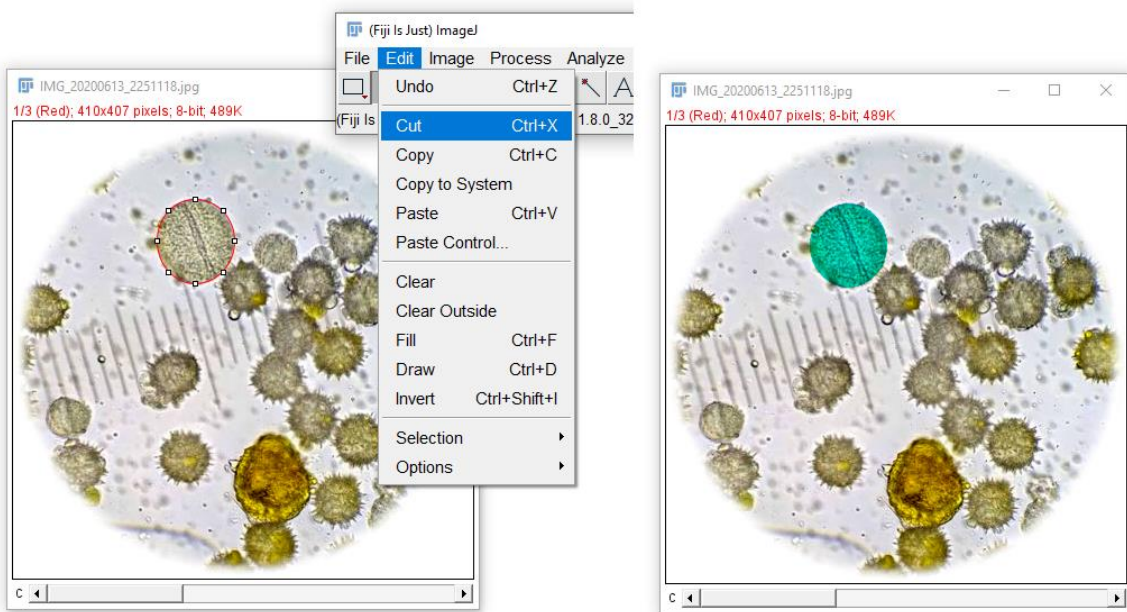 (Fiji Is Just) ImageJ
File Edit Image Process Analyze
(Fiji Is
1.8.0_32
Undo Ctrl+Z
Cut Ctrl+X
Copy Ctrl+C
Copy to System
Paste Ctrl+V
Paste Control...
Clear
Clear Outside
Fill Ctrl+F
Draw Ctrl+D
Invert Ctrl+Shift+I
Selection
Options
IMG_20200613_2251118.jpg
1/3 (Red); 410x407 pixels; 8-bit; 489K
c
IMG_20200613_2251118.jpg
1/3 (Red); 410x407 pixels; 8-bit; 489K
c